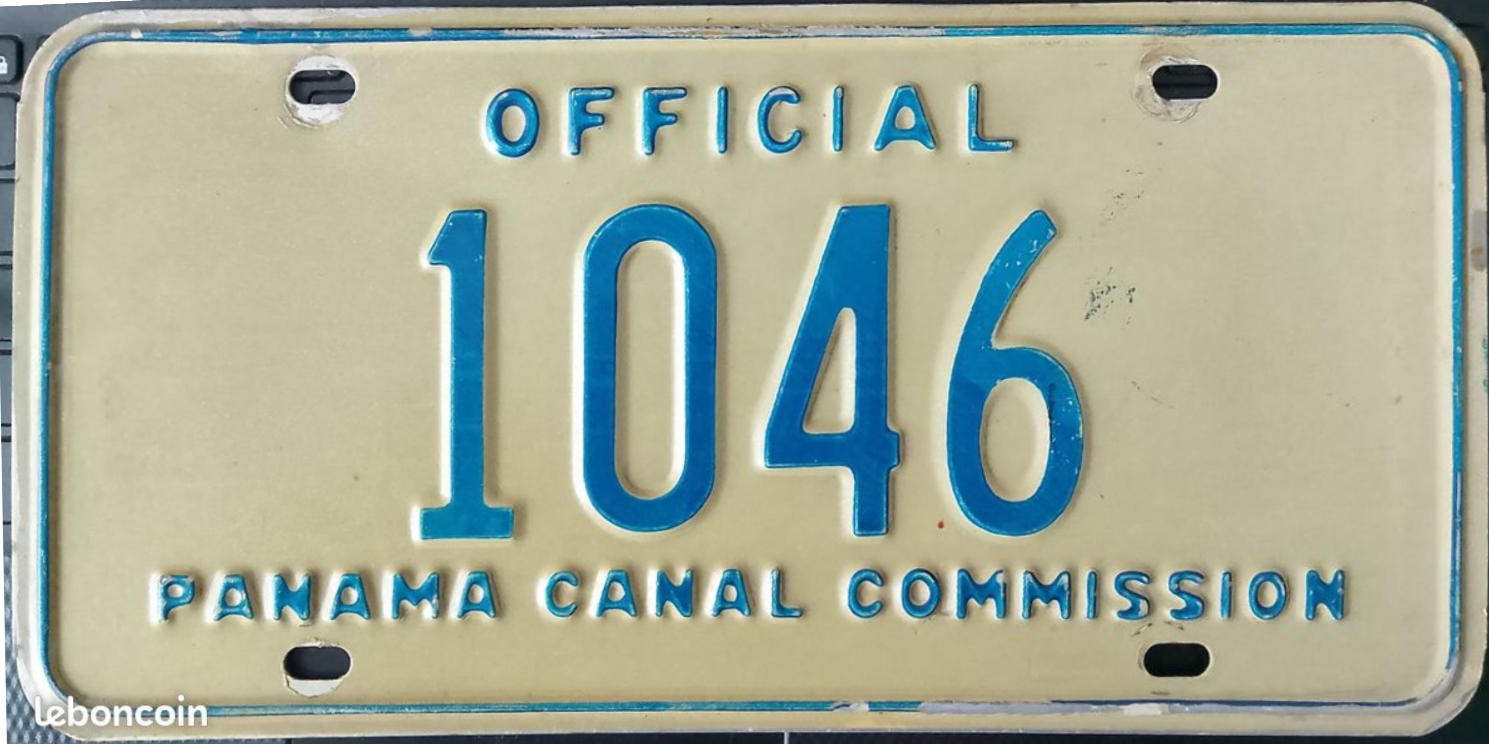 OFFICIAL
1046
PANAMA CANAL COMMISSION
leboncoin